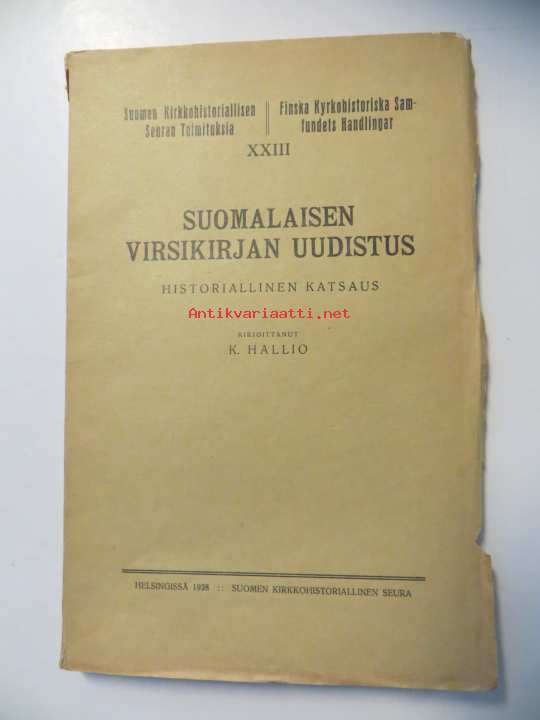 Suomen Kirkkohistoriallisen
Seuran Toimituksia
Finska Kyrkohistoriska Sam-
fundets Handlingar
XXIII
SUOMALAISEN
VIRSIKIRJAN UUDISTUS
HISTORIALLINEN KATSAUS
Antikvariaatti.net
KIRJOITTANUT
K. HALLIO
HELSINGISSÄ 1928 :: SUOMEN KIRKKOHISTORIALLINEN SEURA